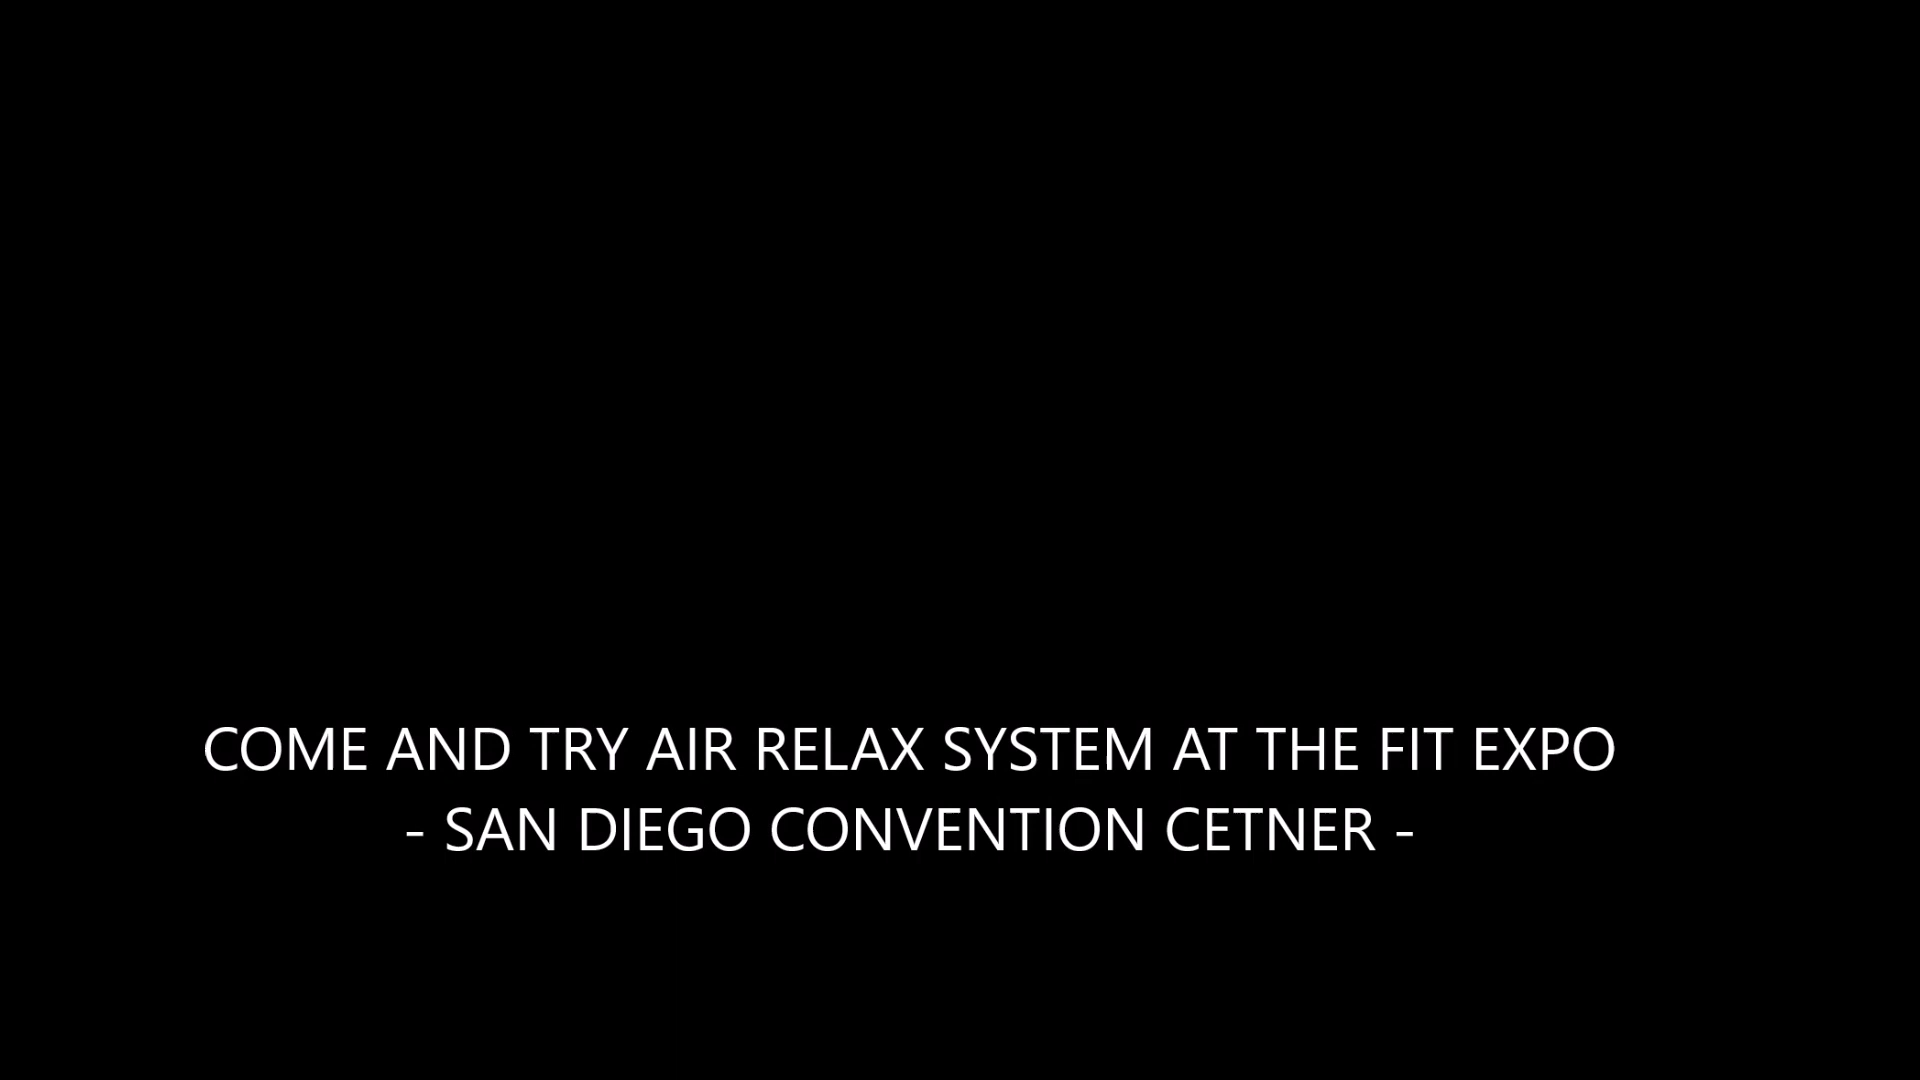 COME AND TRY AIR RELAX SYSTEM AT THE FIT EXPO
- SAN DIEGO CONVENTION CETNER -